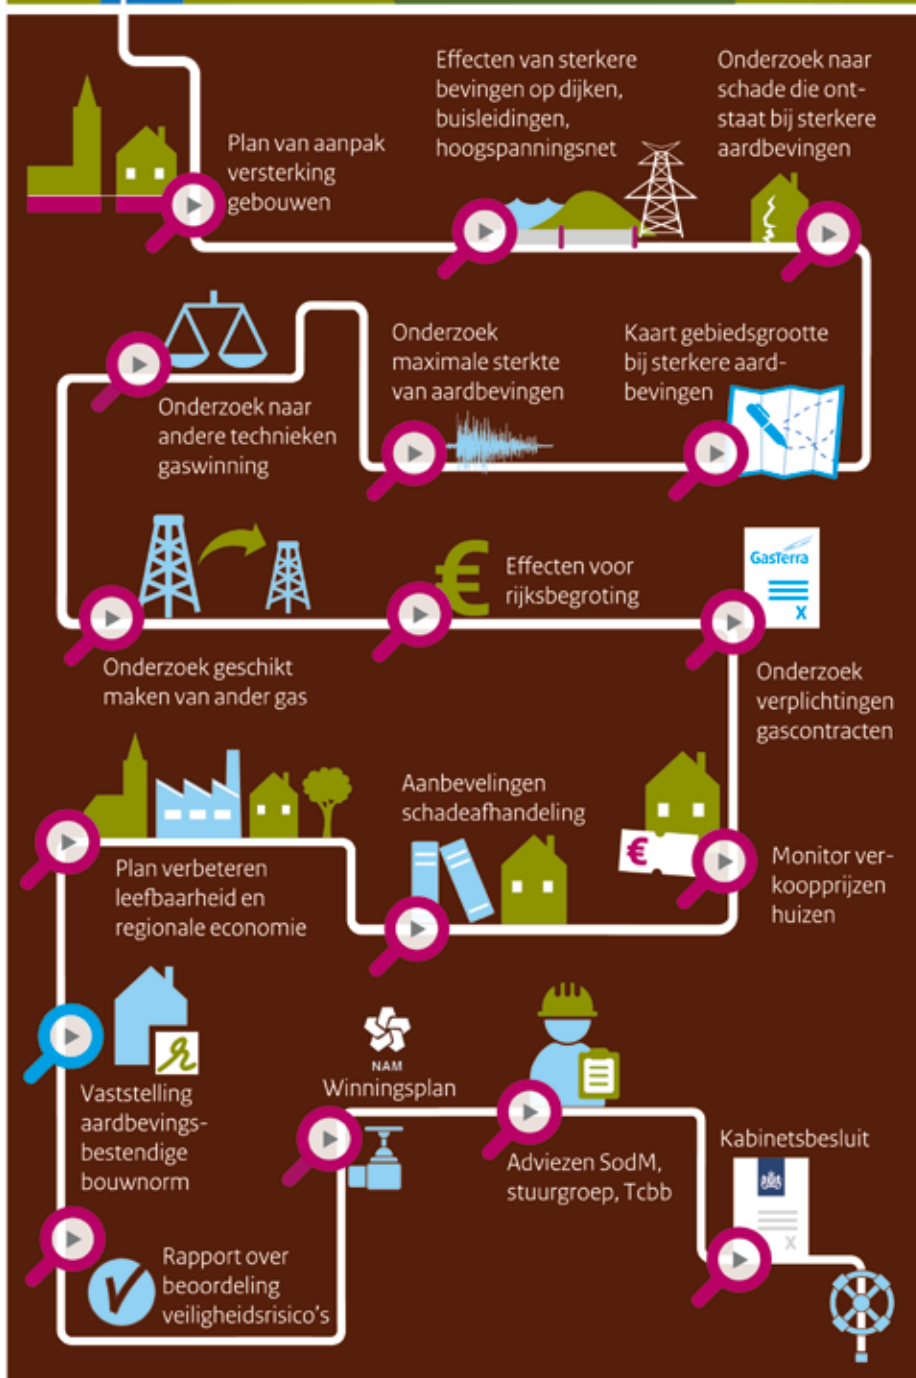 Plan van aanpak
versterking
gebouwen
Effecten van sterkere
bevingen op dijken,
buisleidingen,
hoogspanningsnet
Onderzoek naar
schade die ont-
staat bij sterkere
aardbevingen
Kaart gebiedsgrootte
bij sterkere aard-
bevingen
Onderzoek
maximale sterkte
van aardbevingen
Onderzoek naar
andere technieken
gaswinning
Onderzoek geschikt
maken van ander gas
€
Effecten voor
rijksbegroting
GasTerra
X
Onderzoek
verplichtingen
gascontracten
€
Monitor ver-
koopprijzen
huizen
Aanbevelingen
schadeafhandeling
Plan verbeteren
leefbaarheid en
regionale economie
Vaststelling
aardbevings-
bestendige
bouwnorm
Rapport over
beoordeling
veiligheidsrisico's
NAM
Winningsplan
Adviezen SodM,
stuurgroep, Tcbb
Kabinetsbesluit
X